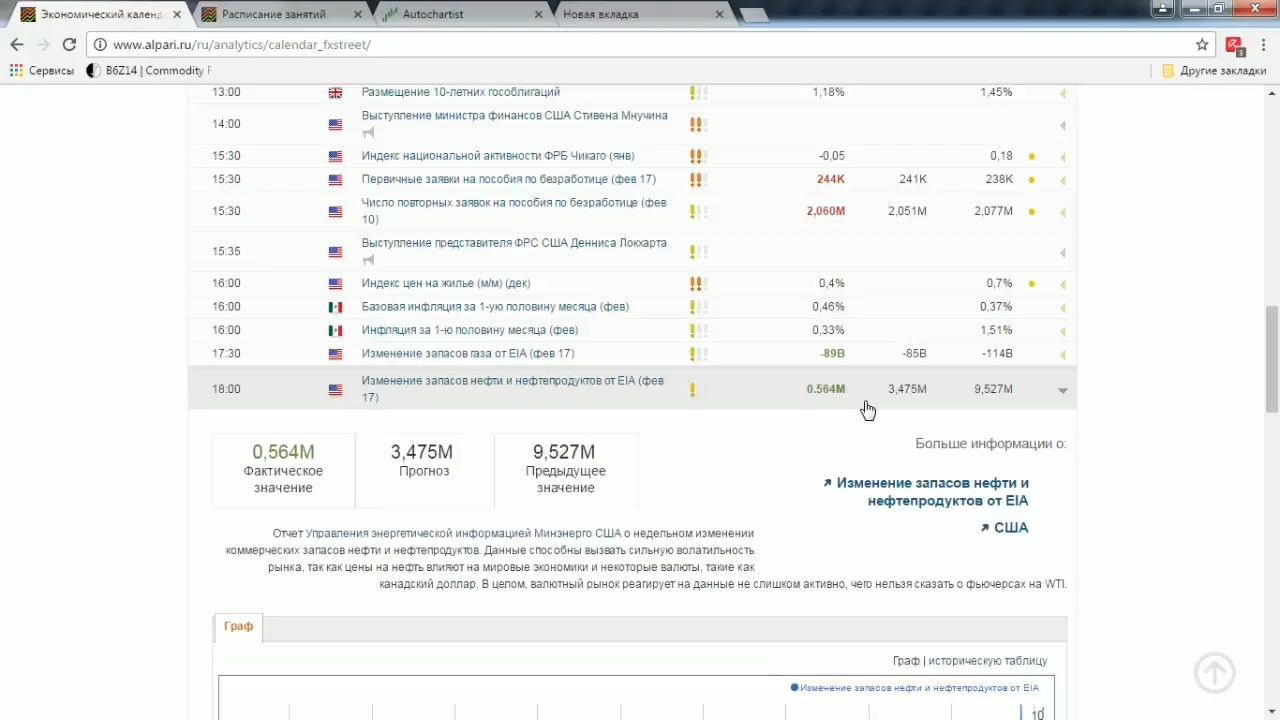 Экономический календ
Расписание занятий
Autochartist
Новая вкладка
www.alpari.ru/ru/analytics/calendar_fxstreet/
Сервисы
B6Z14 | Commodity F
Другие закладки
13:00 Размещение 10-летних гособлигаций 1,18% 1,45%
14:00 Выступление министра финансов США Стивена Мнучина
15:30 Индекс национальной активности ФРБ Чикаго (янв) -0,05 0,18
15:30 Первичные заявки на пособия по безработице (фев 17) 244K 241K 238K
15:30 Число повторных заявок на пособия по безработице (фев 2,060M 2,051M 2,077M
10)
15:35 Выступление представителя ФРС США Денниса Локхарта
16:00 Индекс цен на жилье (м/м) (дек) 0,4% 0,7%
16:00 Базовая инфляция за 1-ую половину месяца (фев) 0,46% 0,37%
16:00 Инфляция за 1-ю половину месяца (фев) 0,33% 1,51%
17:30 Изменение запасов газа от EIA (фев 17) -89B -85B -114B
18:00 Изменение запасов нефти и нефтепродуктов от EIA (фев 0.564M 3,475M 9,527M
17)
0,564M 3,475M 9,527M
Фактическое Прогноз Предыдущее
значение значение
Больше информации о:
Изменение запасов нефти и
нефтепродуктов от EIA
США
Отчет Управления энергетической информацией Минэнерго США о недельном изменении
коммерческих запасов нефти и нефтепродуктов. Данные способны вызвать сильную волатильность
рынка, так как цены на нефть влияют на мировые экономики и некоторые валюты, такие как
канадский доллар. В целом, валютный рынок реагирует на данные не слишком активно, чего нельзя сказать о фьючерсах на WTI.
Граф
Граф | историческую таблицу
Изменение запасов нефти и нефтепродуктов от EIA
10